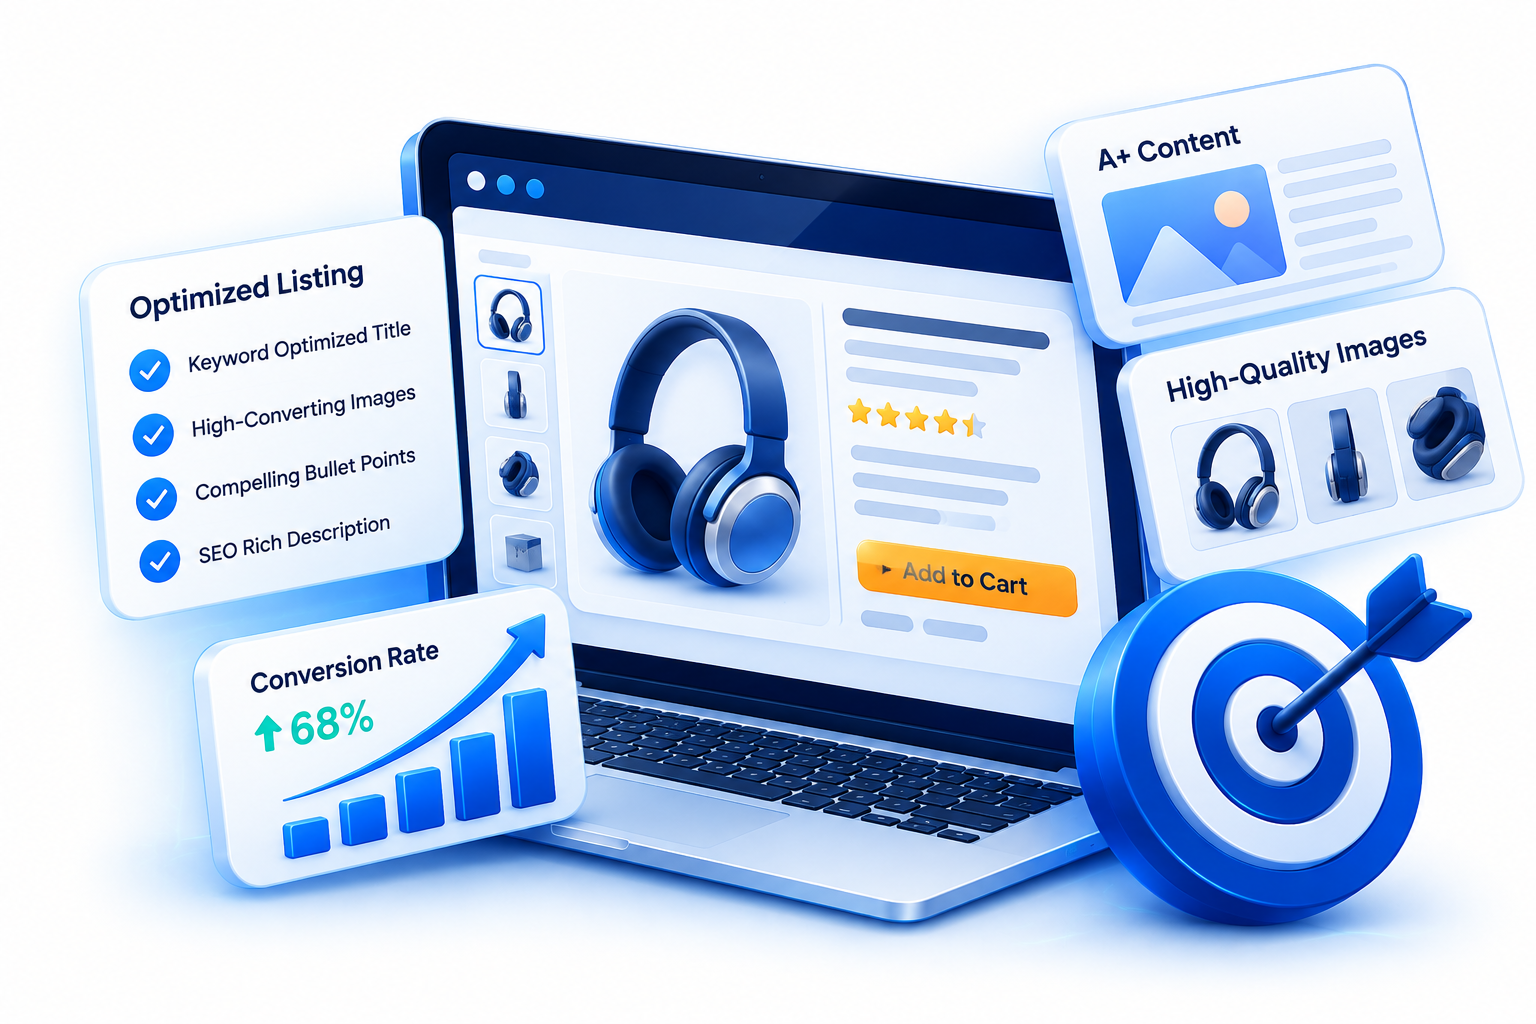 Optimized Listing
Keyword Optimized Title
High-Converting Images
Compelling Bullet Points
SEO Rich Description
Conversion Rate
68%
Add to Cart
A+ Content
High-Quality Images